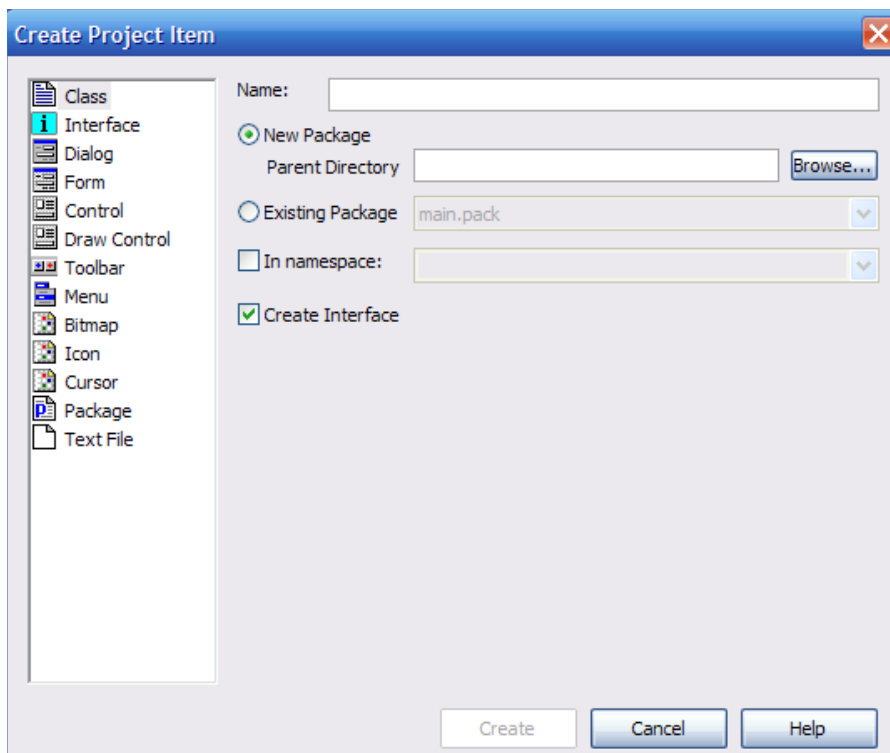 Create Project Item
Class
Interface
Dialog
Form
Control
Draw Control
Toolbar
Menu
Bitmap
Icon
Cursor
Package
Text File
Name:
New Package
Parent Directory
Browse...
Existing Package
main.pack
In namespace:
Create Interface
Create
Cancel
Help